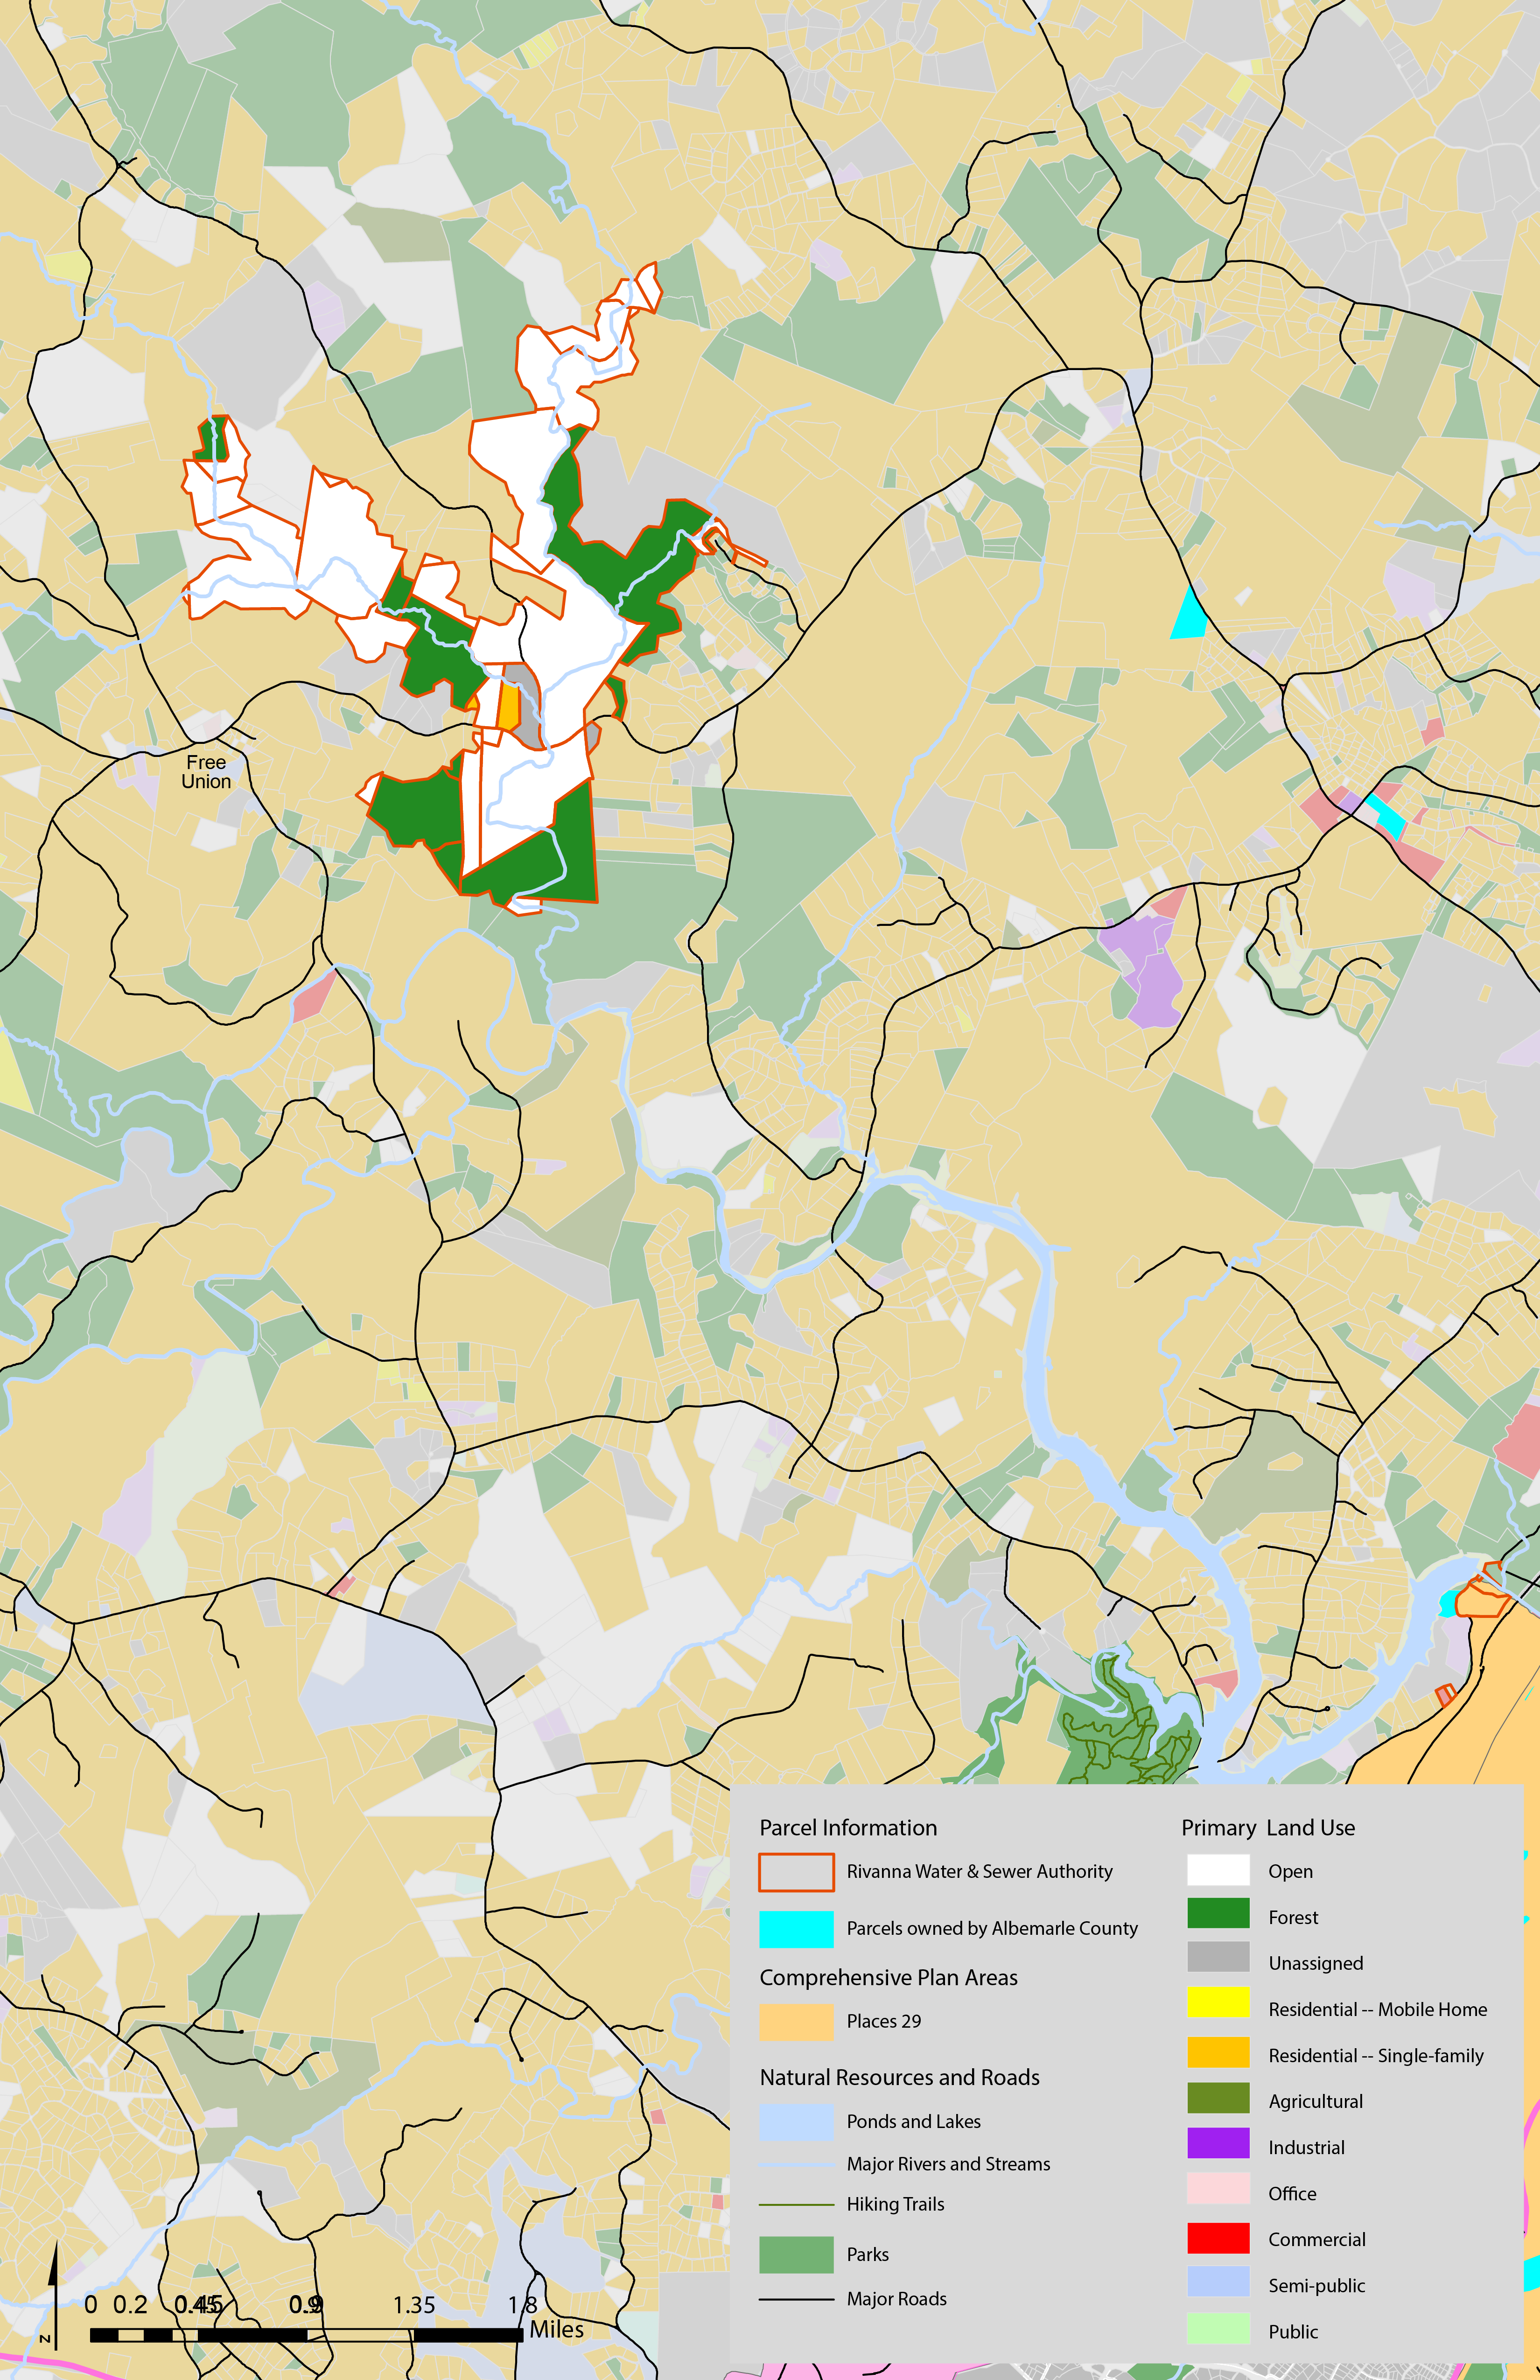 Free
Union
Parcel Information
Rivanna Water & Sewer Authority
Parcels owned by Albemarle County
Comprehensive Plan Areas
Places 29
Natural Resources and Roads
Ponds and Lakes
Major Rivers and Streams
Hiking Trails
Parks
Major Roads
Primary Land Use
Open
Forest
Unassigned
Residential -- Mobile Home
Residential -- Single-family
Agricultural
Industrial
Office
Commercial
Semi-public
Public
0 0.2 0.45 0.9 1.35 1.8
Miles
N